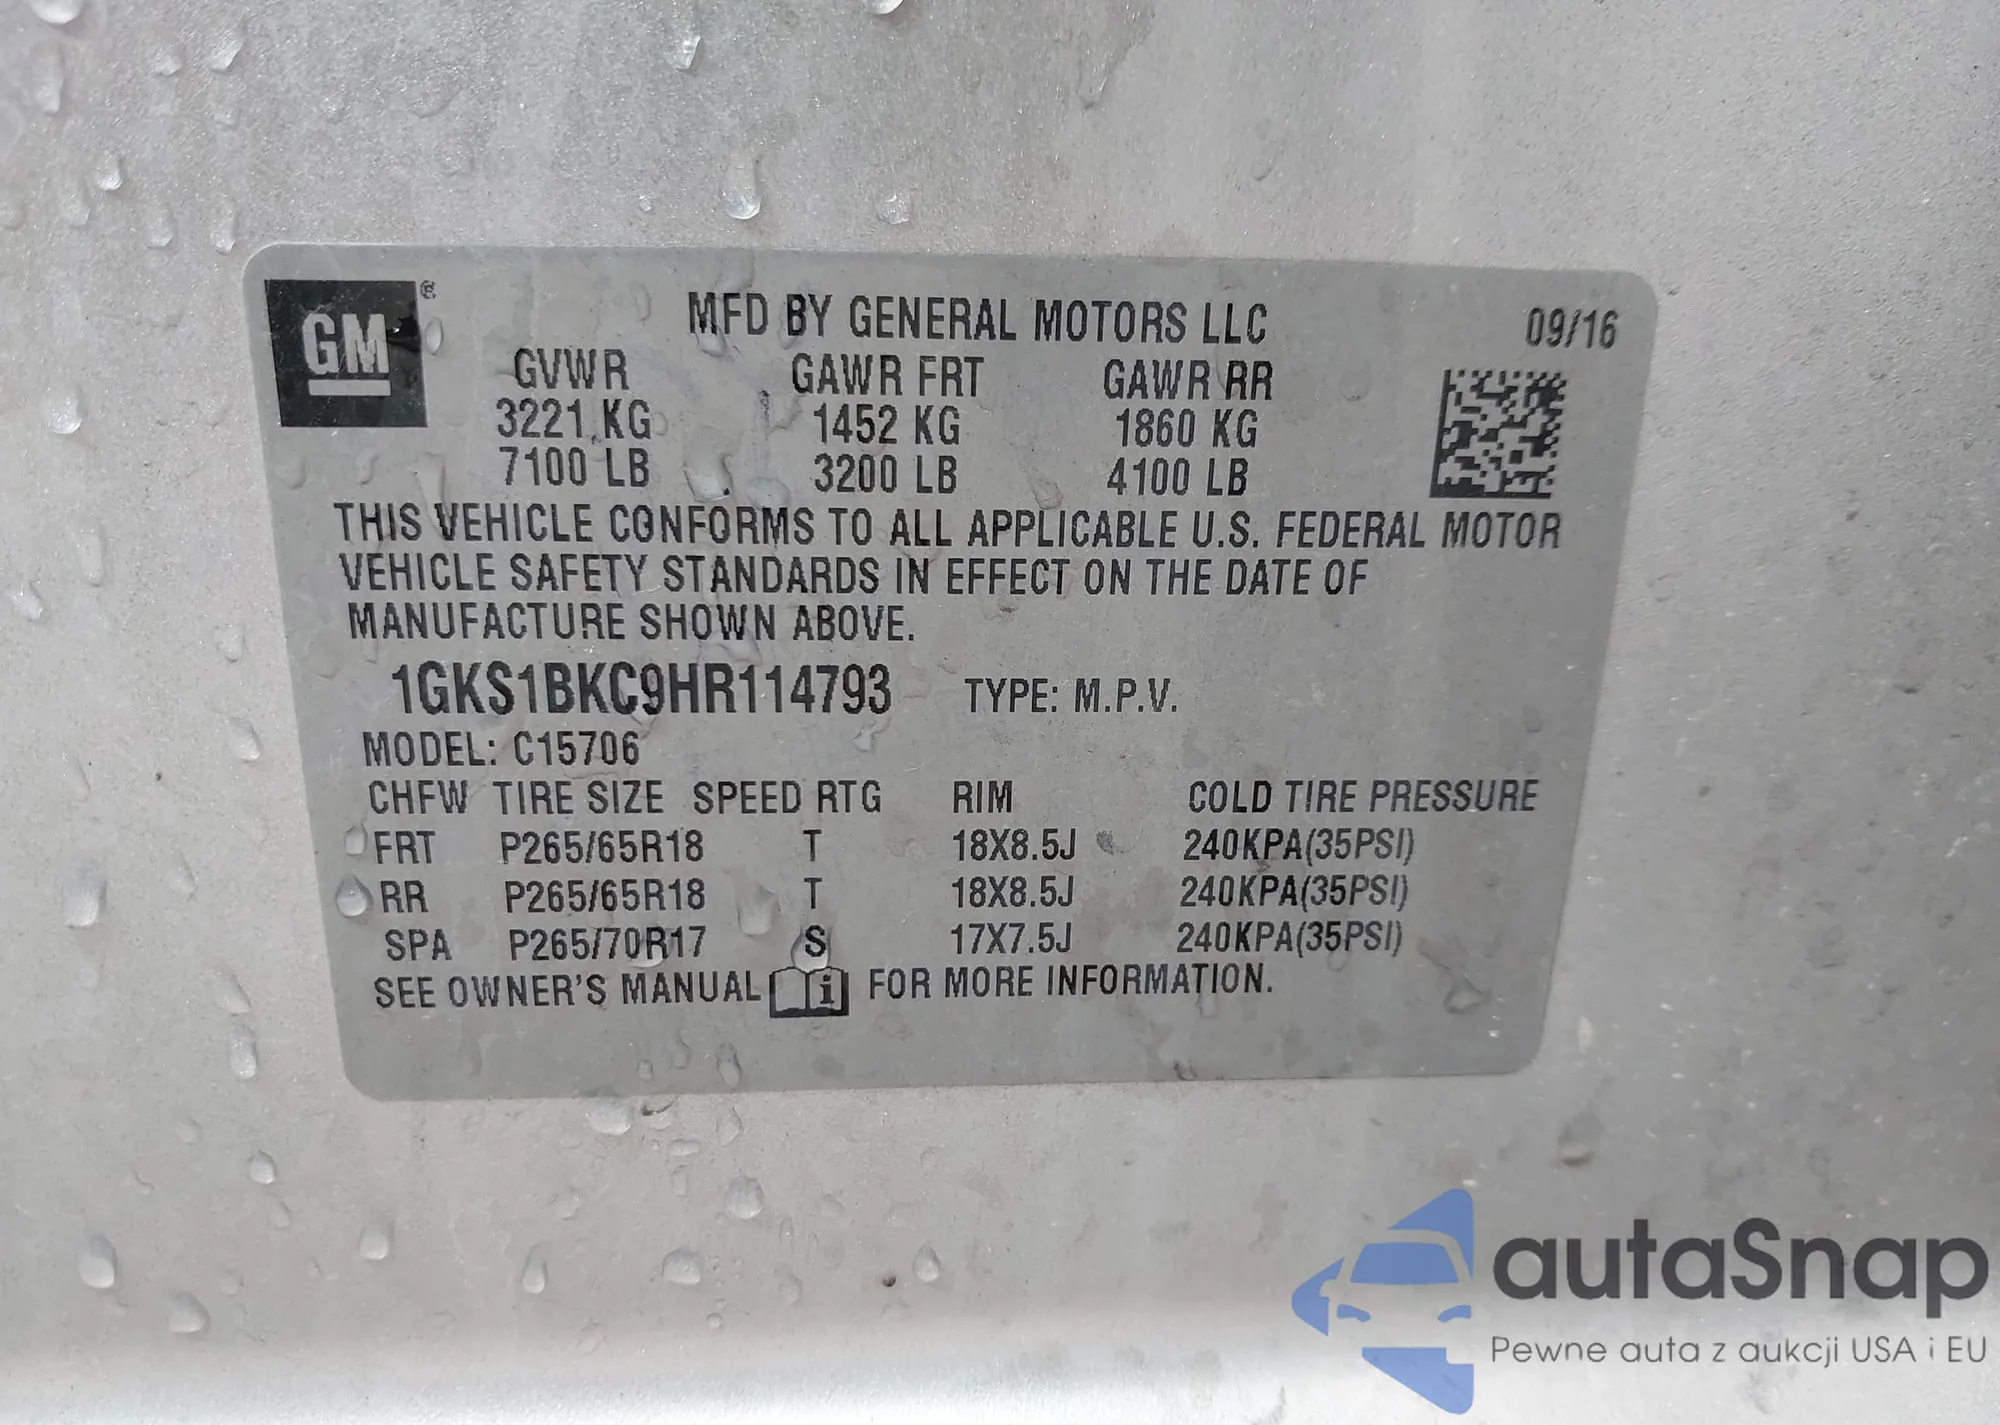 GM ®
MFD BY GENERAL MOTORS LLC 09/16
GVWR GAWR FRT GAWR RR
3221 KG 1452 KG 1860 KG
7100 LB 3200 LB 4100 LB
THIS VEHICLE CONFORMS TO ALL APPLICABLE U.S. FEDERAL MOTOR
VEHICLE SAFETY STANDARDS IN EFFECT ON THE DATE OF
MANUFACTURE SHOWN ABOVE.
1GKS1BKC9HR114793 TYPE: M.P.V.
MODEL: C15706
CHFW TIRE SIZE SPEED RTG RIM COLD TIRE PRESSURE
FRT P265/65R18 T 18X8.5J 240KPA(35PSI)
RR P265/65R18 T 18X8.5J 240KPA(35PSI)
SPA P265/70R17 S 17X7.5J 240KPA(35PSI)
SEE OWNER'S MANUAL i FOR MORE INFORMATION.
autaSnap
Pewne auta z aukcji USA i EU